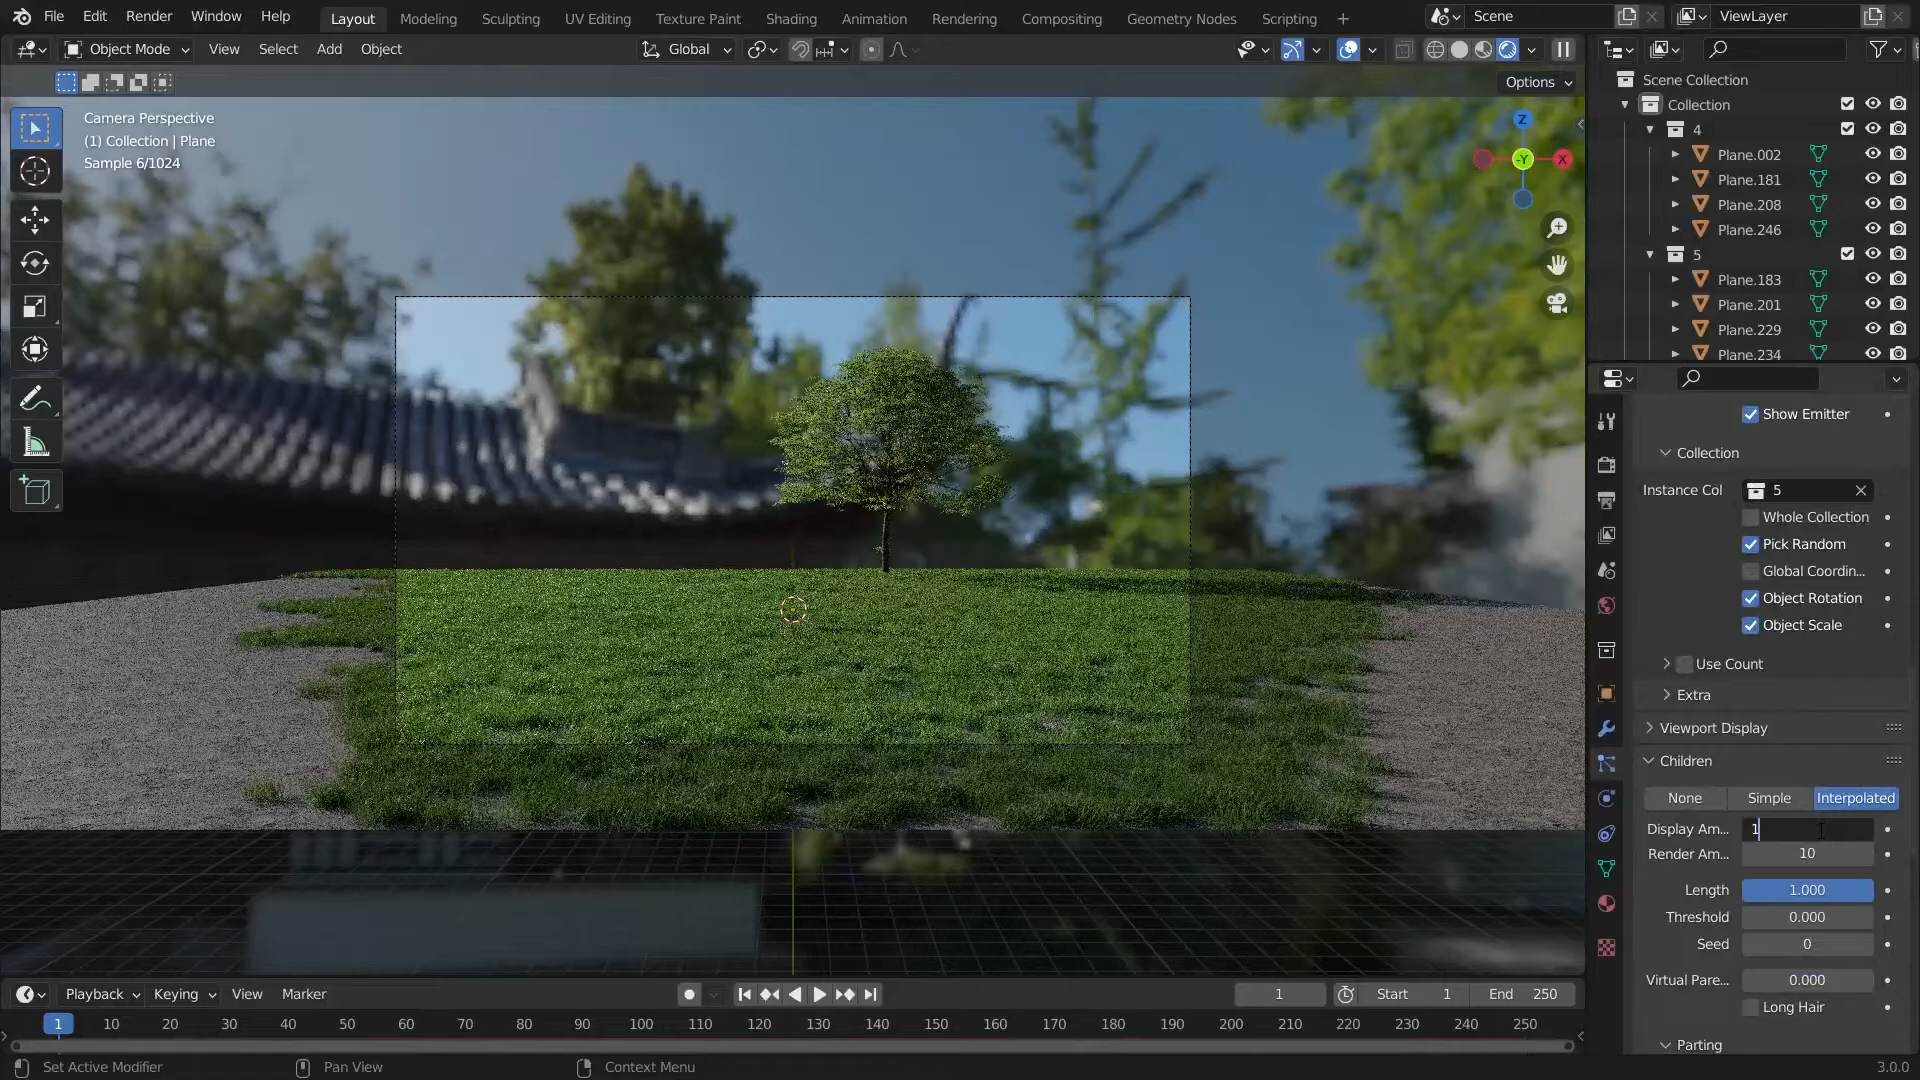 File Edit Render Window Help Layout Modeling Sculpting UV Editing Texture Paint Shading Animation Rendering Compositing Geometry Nodes Scripting + Scene ViewLayer
Object Mode View Select Add Object Global
Options
Camera Perspective
(1) Collection | Plane
Sample 6/1024
Z
-Y X
Scene Collection
Collection
4
Plane.002
Plane.181
Plane.208
Plane.246
5
Plane.183
Plane.201
Plane.229
Plane.234
Show Emitter
Collection
Instance Col 5
Whole Collection
Pick Random
Global Coordin...
Object Rotation
Object Scale
Use Count
Extra
Viewport Display
Children
None Simple Interpolated
Display Am... 1
Render Am... 10
Length 1.000
Threshold 0.000
Seed 0
Virtual Pare... 0.000
Long Hair
Parting
Playback Keying View Marker 1 Start 1 End 250
1 10 20 30 40 50 60 70 80 90 100 110 120 130 140 150 160 170 180 190 200 210 220 230 240 250
Set Active Modifier Pan View Context Menu 3.0.0